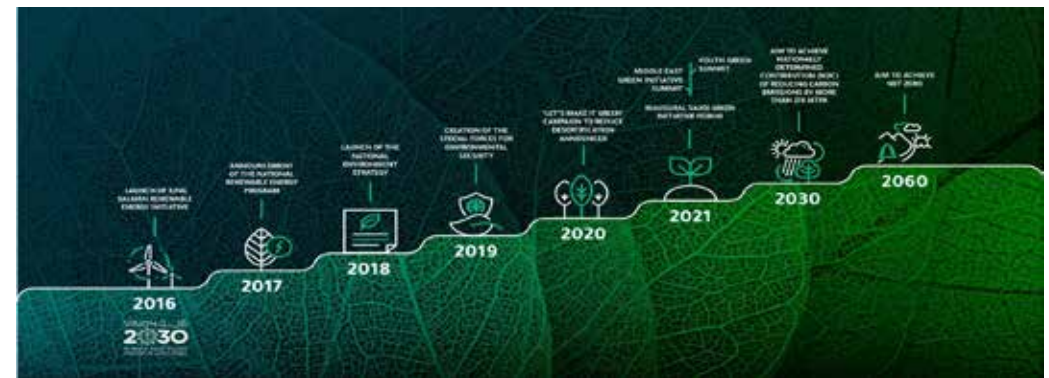 LAUNCH OF KING
SALMAN RENEWABLE
ENERGY INITIATIVE
2016
2030
ANNOUNCEMENT
OF THE NATIONAL
RENEWABLE ENERGY
PROGRAM
2017
LAUNCH OF THE
NATIONAL
ENVIRONMENT
STRATEGY
2018
CREATION OF THE
SPECIAL FORCES FOR
ENVIRONMENTAL
SECURITY
2019
"LET'S MAKE IT GREEN"
CAMPAIGN TO REDUCE
DESERTIFICATION
ANNOUNCED
2020
MIDDLE EAST
GREEN INITIATIVE
SUMMIT
YOUTH GREEN
SUMMIT
INAUGURAL SAUDI GREEN
INITIATIVE FORUM
2021
AIM TO ACHIEVE
NATIONALLY
DETERMINED
CONTRIBUTION (NDC)
OF REDUCING CARBON
EMISSIONS BY MORE
THAN 278 MTPA
2030
AIM TO ACHIEVE
NET ZERO
2060